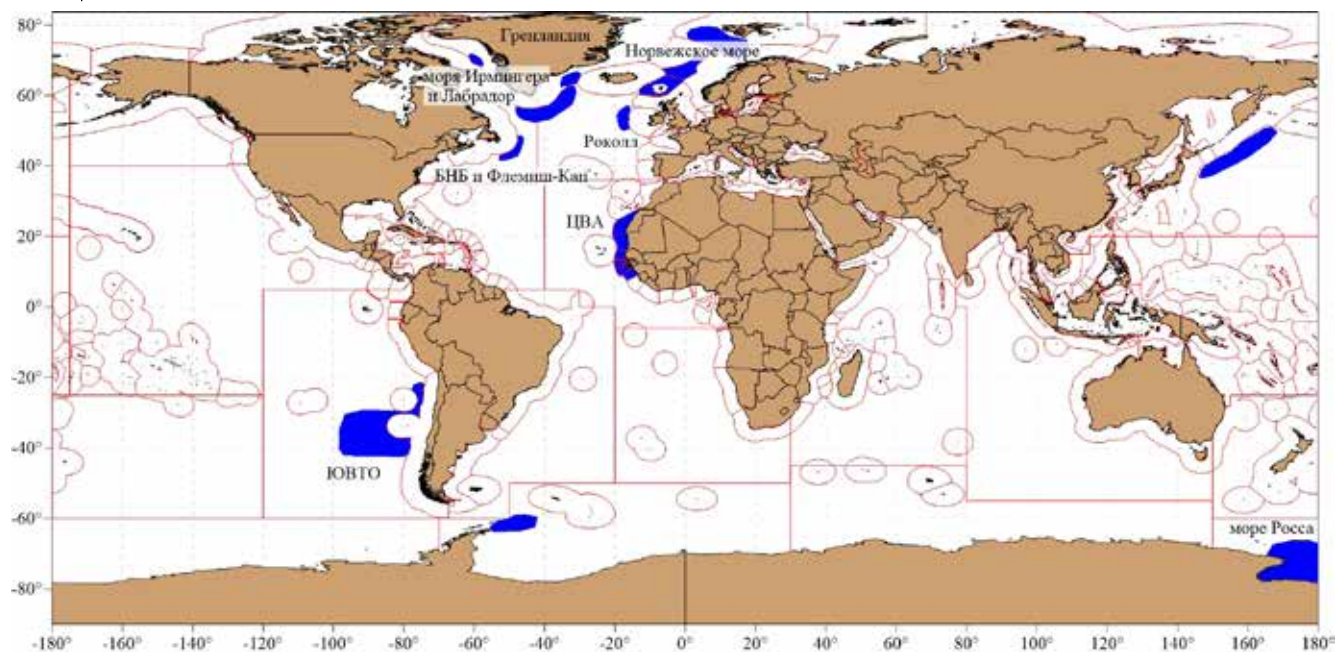 80°
Гренландия
Норвежское море
моря Ирмингера
и Лабрадор
60°
Роколл
40°
БНБ и Флемиш-Кап
ЦВА
20°
0°
-20°
-40°
ЮВТО
-60°
море Росса
-80°
-180° -160° -140° -120° -100° -80° -60° -40° -20° 0° 20° 40° 60° 80° 100° 120° 140° 160° 180°